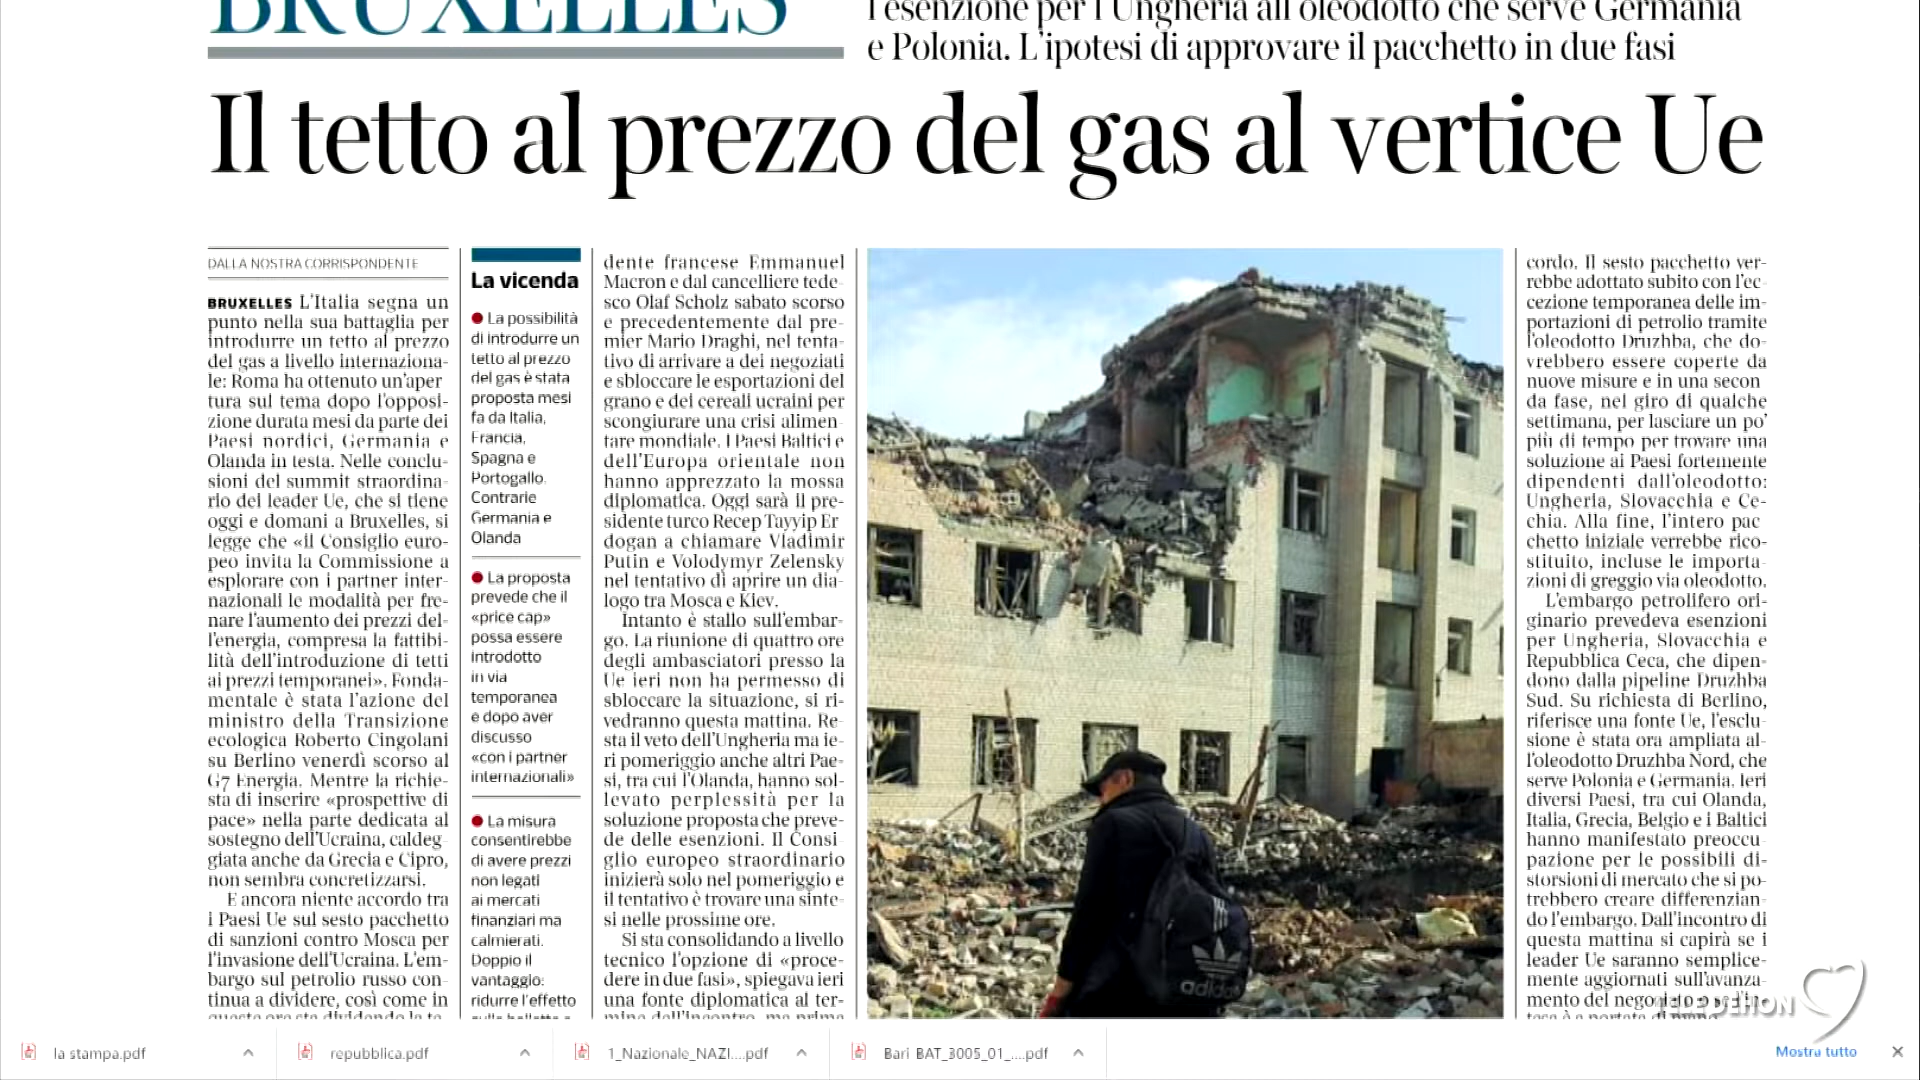 BRUXELLES
l'esenzione per l'Ungheria all'oleodotto che serve Germania
e Polonia. L'ipotesi di approvare il pacchetto in due fasi
Il tetto al prezzo del gas al vertice Ue
DALLA NOSTRA CORRISPONDENTE
BRUXELLES L'Italia segna un
punto nella sua battaglia per
introdurre un tetto al prezzo
del gas a livello internaziona-
le: Roma ha ottenuto un'aper-
tura sul tema dopo l'opposi-
zione durata mesi da parte dei
Paesi nordici, Germania e
Olanda in testa. Nelle conclu-
sioni del summit straordina-
rio dei leader Ue, che si tiene
oggi e domani a Bruxelles, si
legge che «il Consiglio euro-
peo invita la Commissione a
esplorare con i partner inter-
nazionali le modalità per fre-
nare l'aumento dei prezzi del-
l'energia, compresa la fattibi-
lità dell'introduzione di tetti
ai prezzi temporanei». Fonda-
mentale è stata l'azione del
ministro della Transizione
ecologica Roberto Cingolani
su Berlino venerdì scorso al
G7 Energia. Mentre la richie-
sta di inserire «prospettive di
pace» nella parte dedicata al
sostegno dell'Ucraina, caldeg-
giata anche da Grecia e Cipro,
non sembra concretizzarsi.
E ancora niente accordo tra
i Paesi Ue sul sesto pacchetto
di sanzioni contro Mosca per
l'invasione dell'Ucraina. L'em-
bargo sul petrolio russo con-
tinua a dividere, così come in
queste ore sta dividendo la te-
La vicenda
● La possibilità
di introdurre un
tetto al prezzo
del gas è stata
proposta mesi
fa da Italia,
Francia,
Spagna e
Portogallo.
Contrarie
Germania e
Olanda
● La proposta
prevede che il
«price cap»
possa essere
introdotto
in via
temporanea
e dopo aver
discusso
«con i partner
internazionali»
● La misura
consentirebbe
di avere prezzi
non legati
ai mercati
finanziari ma
calmierati.
Doppio il
vantaggio:
ridurre l'effetto
dente francese Emmanuel
Macron e dal cancelliere tede-
sco Olaf Scholz sabato scorso
e precedentemente dal pre-
mier Mario Draghi, nel tenta-
tivo di arrivare a dei negoziati
e sbloccare le esportazioni del
grano e dei cereali ucraini per
scongiurare una crisi alimen-
tare mondiale. I Paesi Baltici e
dell'Europa orientale non
hanno apprezzato la mossa
diplomatica. Oggi sarà il pre-
sidente turco Recep Tayyip Er-
dogan a chiamare Vladimir
Putin e Volodymyr Zelensky
nel tentativo di aprire un dia-
logo tra Mosca e Kiev.
Intanto è stallo sull'embar-
go. La riunione di quattro ore
degli ambasciatori presso la
Ue ieri non ha permesso di
sbloccare la situazione, si ri-
vedranno questa mattina. Re-
sta il veto dell'Ungheria ma ie-
ri pomeriggio anche altri Pae-
si, tra cui l'Olanda, hanno sol-
levato perplessità per la
soluzione proposta che preve-
de delle esenzioni. Il Consi-
glio europeo straordinario
inizierà solo nel pomeriggio e
il tentativo è trovare una sinte-
si nelle prossime ore.
Si sta consolidando a livello
tecnico l'opzione di «proce-
dere in due fasi», spiegava ieri
una fonte diplomatica al ter-
mine dell'incontro, ma prima
adidas
cordo. Il sesto pacchetto ver-
rebbe adottato subito con l'ec-
cezione temporanea delle im-
portazioni di petrolio tramite
l'oleodotto Druzhba, che do-
vrebbero essere coperte da
nuove misure e in una secon-
da fase, nel giro di qualche
settimana, per lasciare un po'
più di tempo per trovare una
soluzione ai Paesi fortemente
dipendenti dall'oleodotto:
Ungheria, Slovacchia e Ce-
chia. Alla fine, l'intero pac-
chetto iniziale verrebbe rico-
stituito, incluse le importa-
zioni di greggio via oleodotto.
L'embargo petrolifero ori-
ginario prevedeva esenzioni
per Ungheria, Slovacchia e
Repubblica Ceca, che dipen-
dono dalla pipeline Druzhba
Sud. Su richiesta di Berlino,
riferisce una fonte Ue, l'esclu-
sione è stata ora ampliata al-
l'oleodotto Druzhba Nord, che
serve Polonia e Germania. Ieri
diversi Paesi, tra cui Olanda,
Italia, Grecia, Belgio e i Baltici
hanno manifestato preoccu-
pazione per le possibili di-
storsioni di mercato che si po-
trebbero creare differenzian-
do l'embargo. Dall'incontro di
questa mattina si capirà se i
leader Ue saranno semplice-
mente aggiornati sull'avanza-
mento del negoziato o se l'in-
tesa è a portata di mano.
TELEDEHON
la stampa.pdf
repubblica.pdf
1_Nazionale_NAZI....pdf
Bari BAT_3005_01_....pdf
Mostra tutto